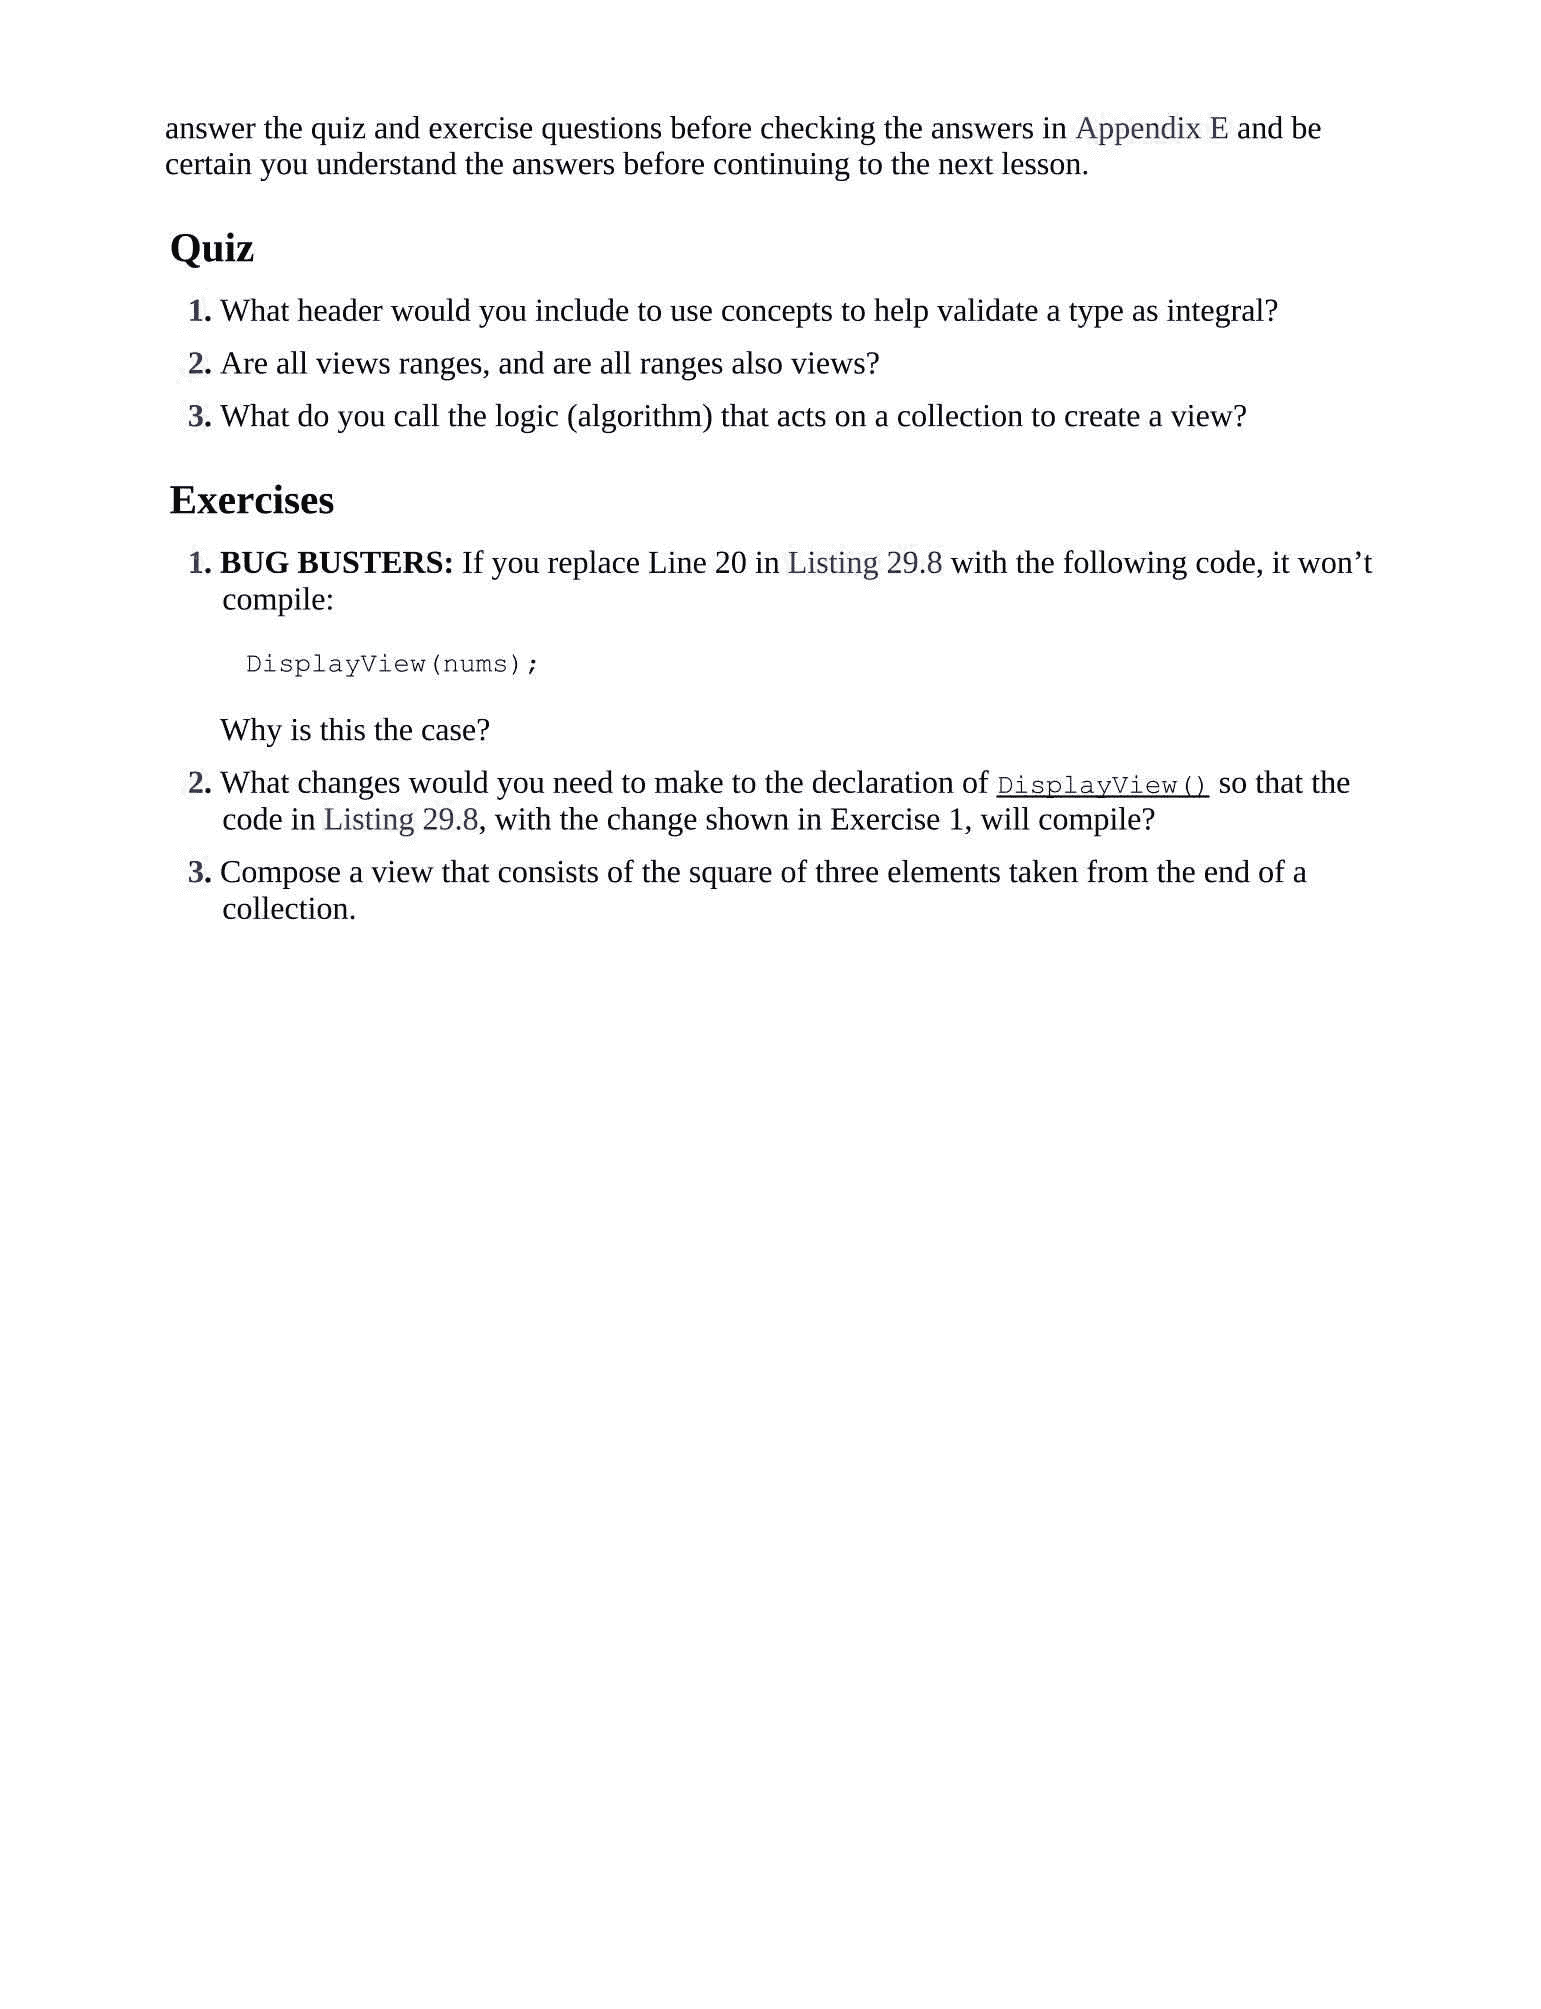 answer the quiz and exercise questions before checking the answers in Appendix E and be
certain you understand the answers before continuing to the next lesson.
Quiz
1. What header would you include to use concepts to help validate a type as integral?
2. Are all views ranges, and are all ranges also views?
3. What do you call the logic (algorithm) that acts on a collection to create a view?
Exercises
1. BUG BUSTERS: If you replace Line 20 in Listing 29.8 with the following code, it won’t
compile:
DisplayView(nums);
Why is this the case?
2. What changes would you need to make to the declaration of DisplayView() so that the
code in Listing 29.8, with the change shown in Exercise 1, will compile?
3. Compose a view that consists of the square of three elements taken from the end of a
collection.